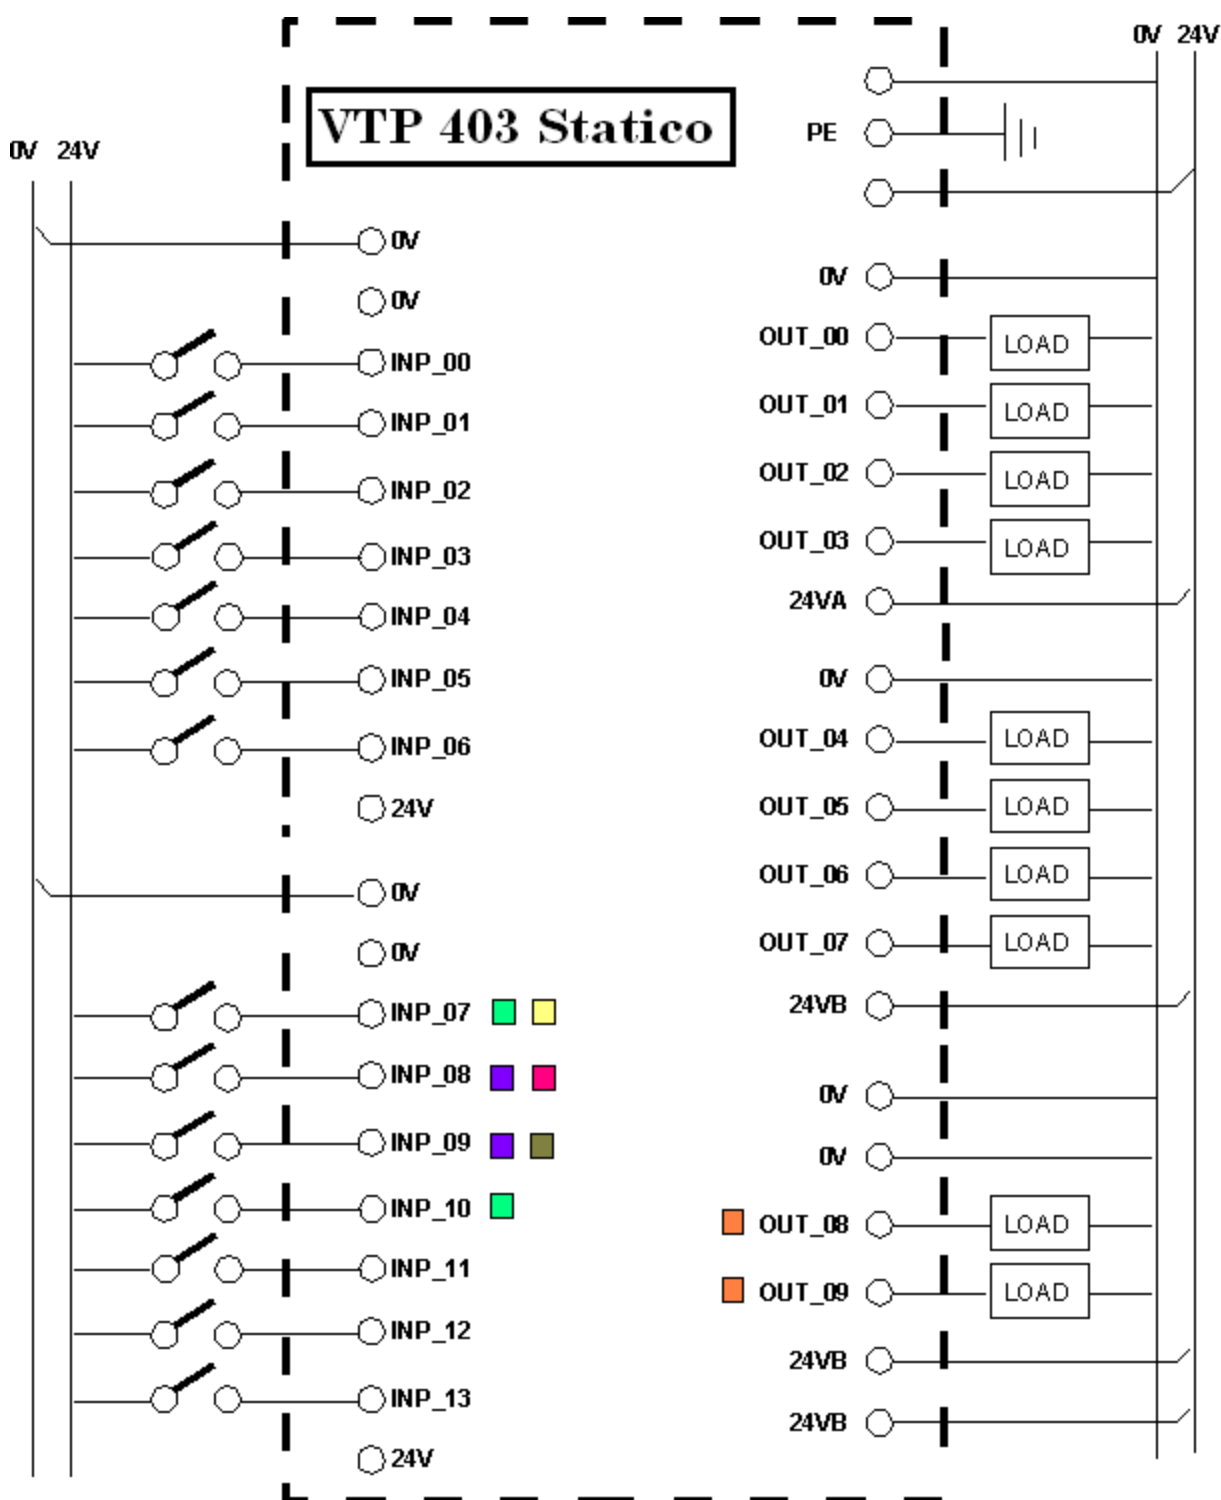 0V 24V
VTP 403 Statico
PE
0V 24V
0V
0V
INP_00
INP_01
INP_02
INP_03
INP_04
INP_05
INP_06
24V
0V
0V
INP_07
INP_08
INP_09
INP_10
INP_11
INP_12
INP_13
24V
0V
OUT_00 LOAD
OUT_01 LOAD
OUT_02 LOAD
OUT_03 LOAD
24VA
0V
OUT_04 LOAD
OUT_05 LOAD
OUT_06 LOAD
OUT_07 LOAD
24VB
0V
0V
OUT_08 LOAD
OUT_09 LOAD
24VB
24VB